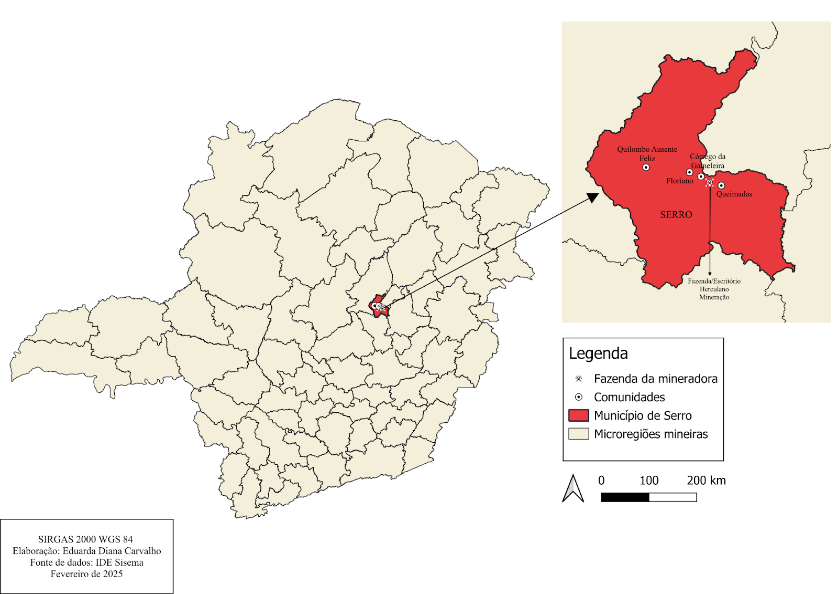 Quilombo Ausente
Feliz
Córrego da
Gameleira
Floriano
Queimadas
SERRO
Fazenda/Escritório
Herculano
Mineração
Legenda
Fazenda da mineradora
Comunidades
Município de Serro
Microregiões mineiras
0 100 200 km
SIRGAS 2000 WGS 84
Elaboração: Eduarda Diana Carvalho
Fonte de dados: IDE Sisema
Fevereiro de 2025